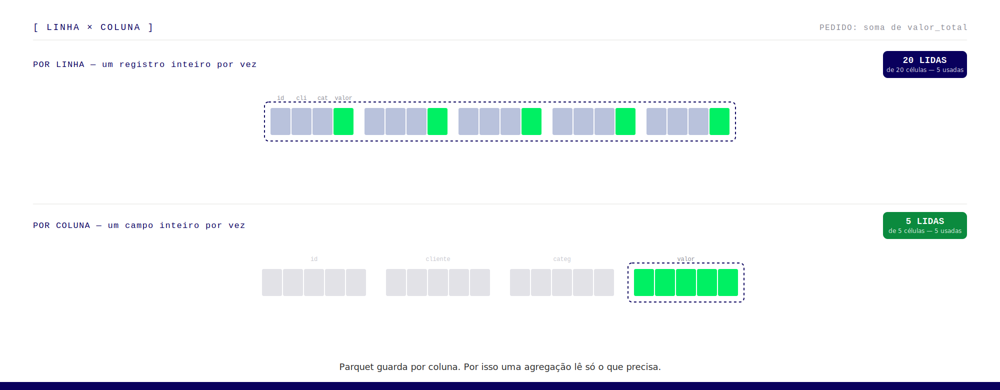 [ LINHA × COLUNA ]
PEDIDO: soma de valor_total
POR LINHA — um registro inteiro por vez
20 LIDAS
de 20 células — 5 usadas
id cli cat valor
POR COLUNA — um campo inteiro por vez
5 LIDAS
de 5 células — 5 usadas
id cliente categ valor
Parquet guarda por coluna. Por isso uma agregação lê só o que precisa.